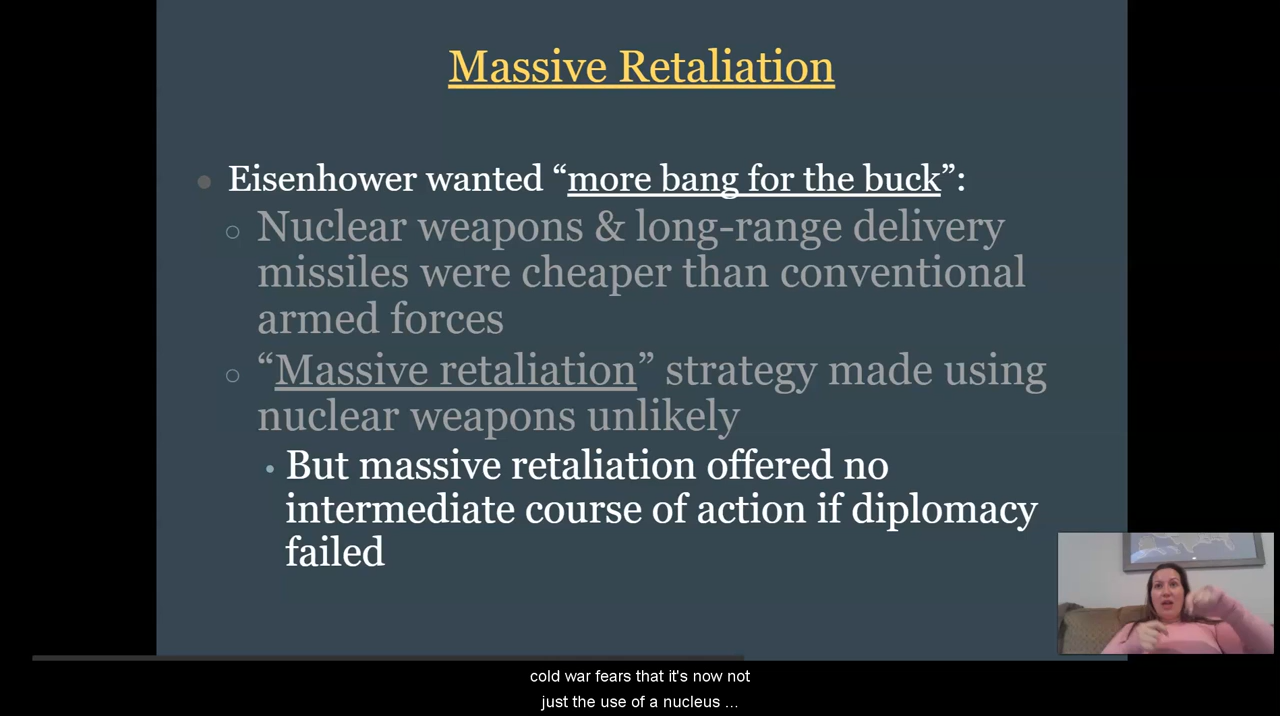 Massive Retaliation
Eisenhower wanted “more bang for the buck”:
Nuclear weapons & long-range delivery
missiles were cheaper than conventional
armed forces
“Massive retaliation” strategy made using
nuclear weapons unlikely
But massive retaliation offered no
intermediate course of action if diplomacy
failed
cold war fears that it's now not
just the use of a nucleus ...